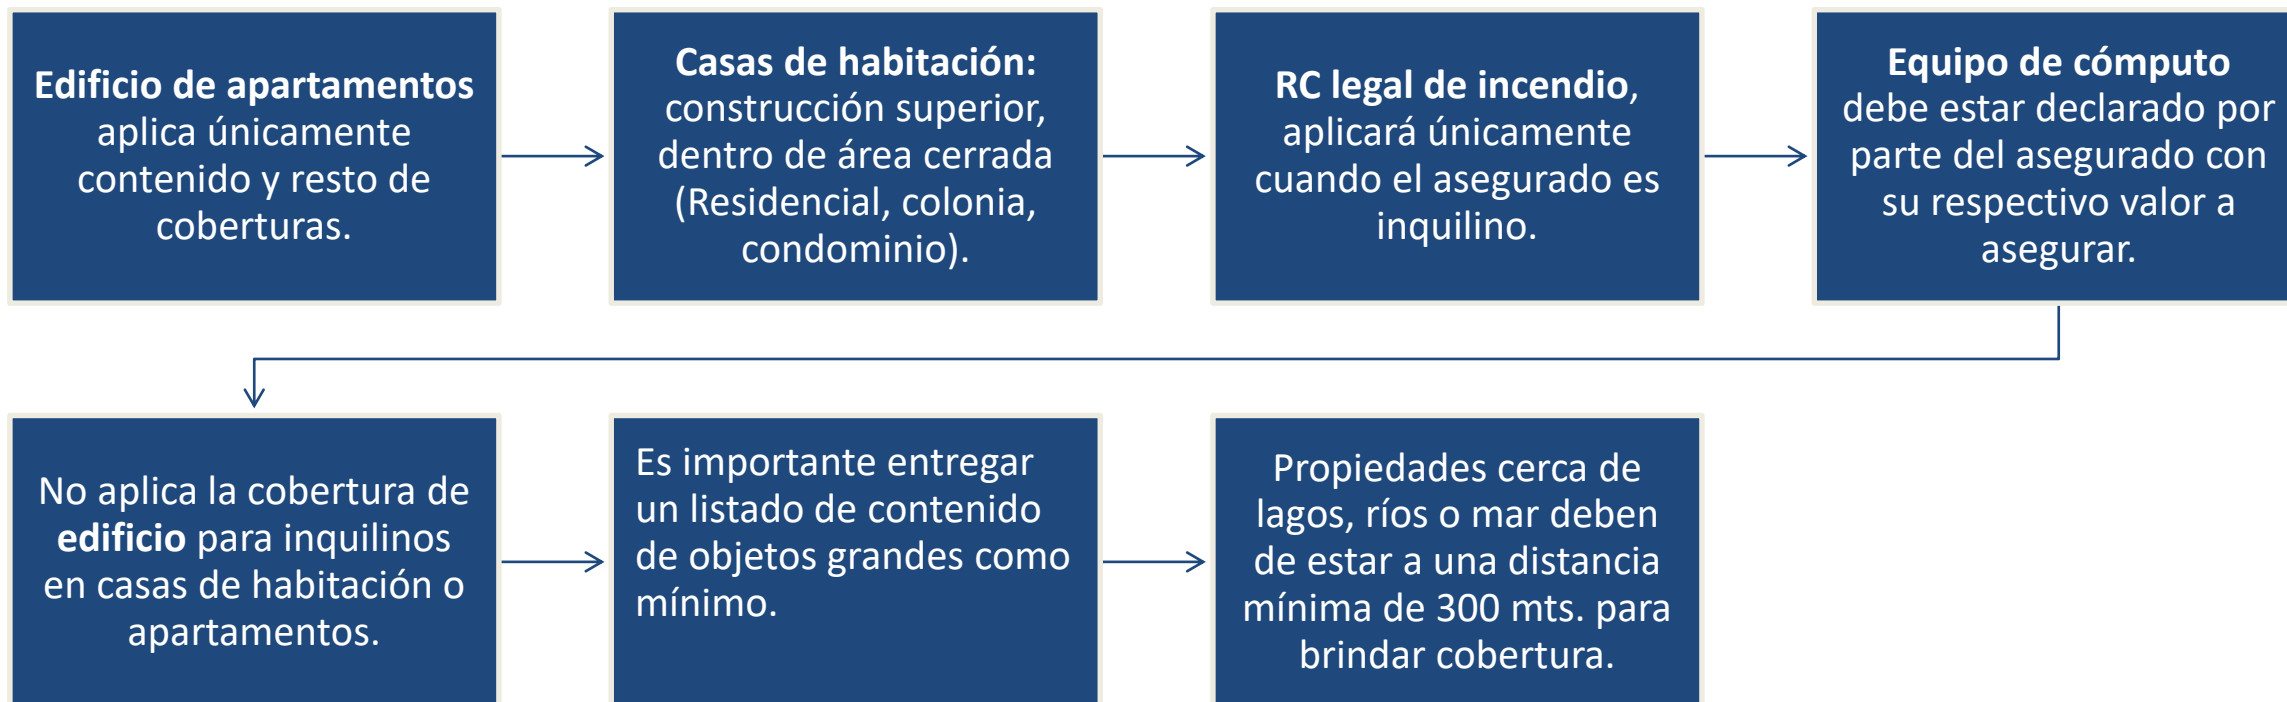 Edificio de apartamentos
aplica únicamente
contenido y resto de
coberturas.
Casas de habitación:
construcción superior,
dentro de área cerrada
(Residencial, colonia,
condominio).
RC legal de incendio,
aplicará únicamente
cuando el asegurado es
inquilino.
Equipo de cómputo
debe estar declarado por
parte del asegurado con
su respectivo valor a
asegurar.
No aplica la cobertura de
edificio para inquilinos
en casas de habitación o
apartamentos.
Es importante entregar
un listado de contenido
de objetos grandes como
mínimo.
Propiedades cerca de
lagos, ríos o mar deben
de estar a una distancia
mínima de 300 mts. para
brindar cobertura.